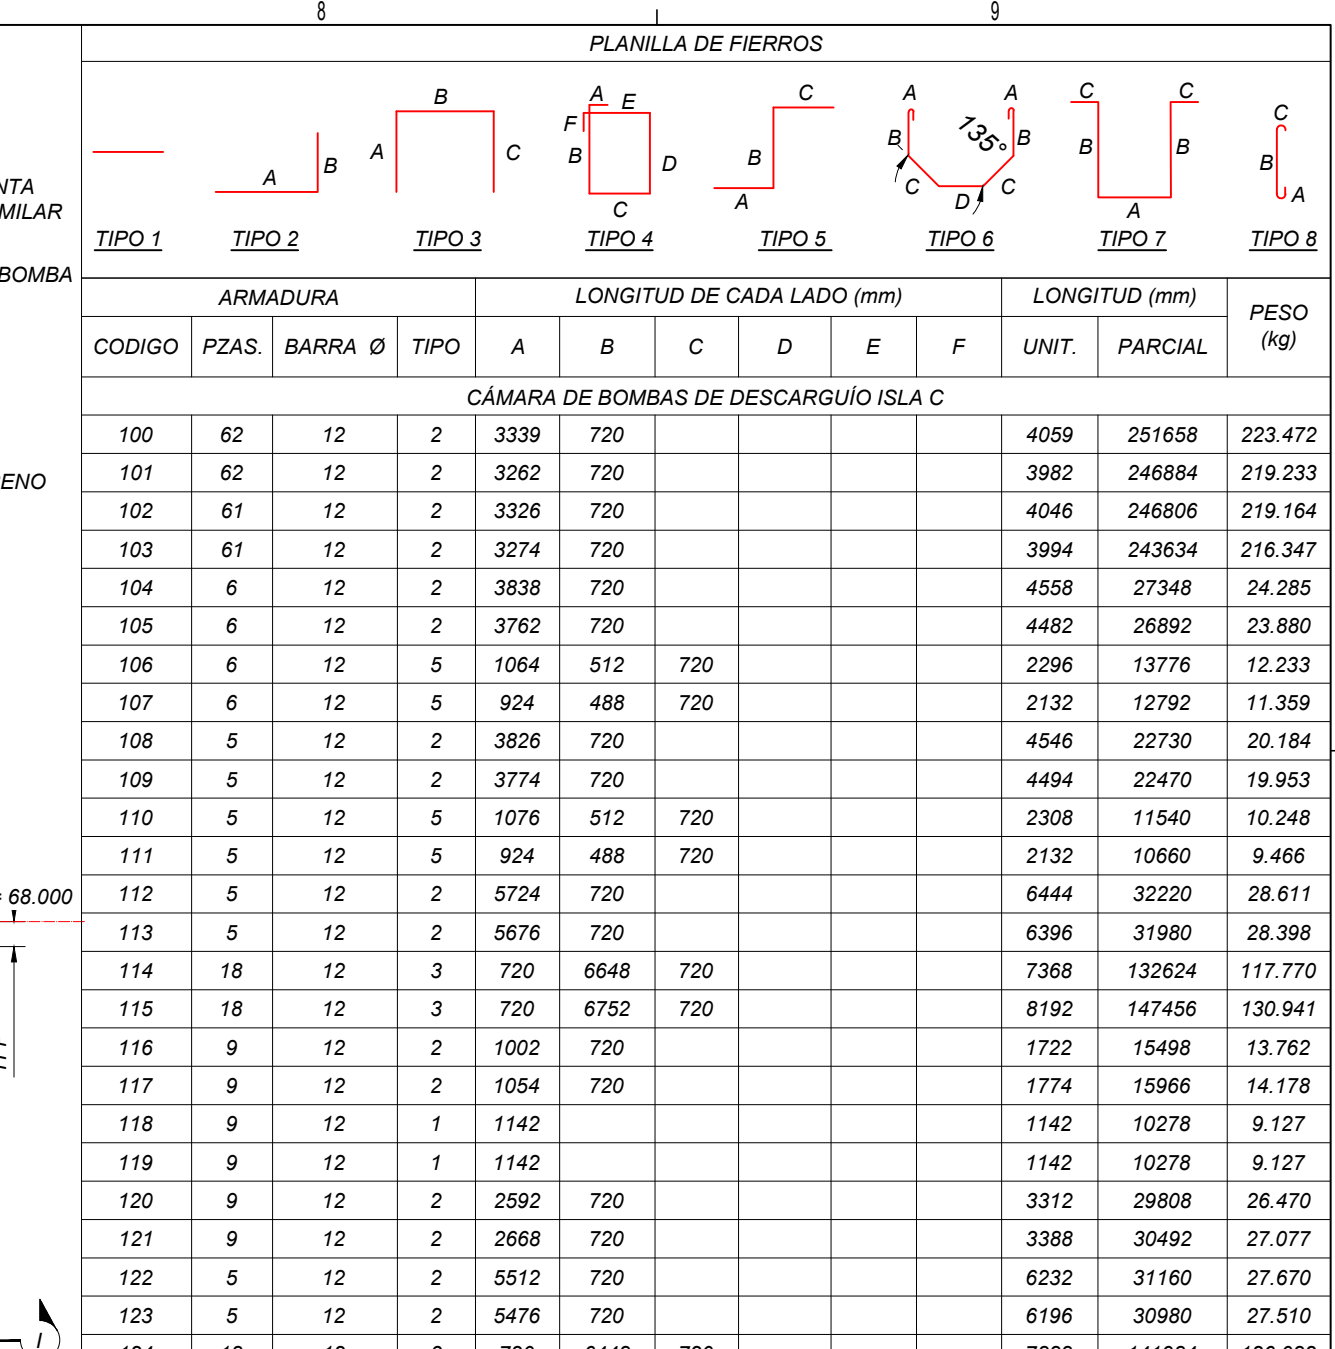 8 9
PLANILLA DE FIERROS
A B
TIPO 1
TIPO 2
A B C
TIPO 3
A E F B D C
TIPO 4
C B A
TIPO 5
A A 135° B B C C D
TIPO 6
C C B B A
TIPO 7
C B A
TIPO 8
MILAR
BOMBA
ARMADURA LONGITUD DE CADA LADO (mm) LONGITUD (mm) PESO (kg)
CODIGO PZAS. BARRA Ø TIPO A B C D E F UNIT. PARCIAL
CÁMARA DE BOMBAS DE DESCARGUÍO ISLA C
100 62 12 2 3339 720 4059 251658 223.472
101 62 12 2 3262 720 3982 246884 219.233
102 61 12 2 3326 720 4046 246806 219.164
103 61 12 2 3274 720 3994 243634 216.347
104 6 12 2 3838 720 4558 27348 24.285
105 6 12 2 3762 720 4482 26892 23.880
106 6 12 5 1064 512 720 2296 13776 12.233
107 6 12 5 924 488 720 2132 12792 11.359
108 5 12 2 3826 720 4546 22730 20.184
109 5 12 2 3774 720 4494 22470 19.953
110 5 12 5 1076 512 720 2308 11540 10.248
111 5 12 5 924 488 720 2132 10660 9.466
112 5 12 2 5724 720 6444 32220 28.611
68.000
113 5 12 2 5676 720 6396 31980 28.398
114 18 12 3 720 6648 720 7368 132624 117.770
115 18 12 3 720 6752 720 8192 147456 130.941
116 9 12 2 1002 720 1722 15498 13.762
117 9 12 2 1054 720 1774 15966 14.178
118 9 12 1 1142 1142 10278 9.127
119 9 12 1 1142 1142 10278 9.127
120 9 12 2 2592 720 3312 29808 26.470
121 9 12 2 2668 720 3388 30492 27.077
122 5 12 2 5512 720 6232 31160 27.670
123 5 12 2 5476 720 6196 30980 27.510
I